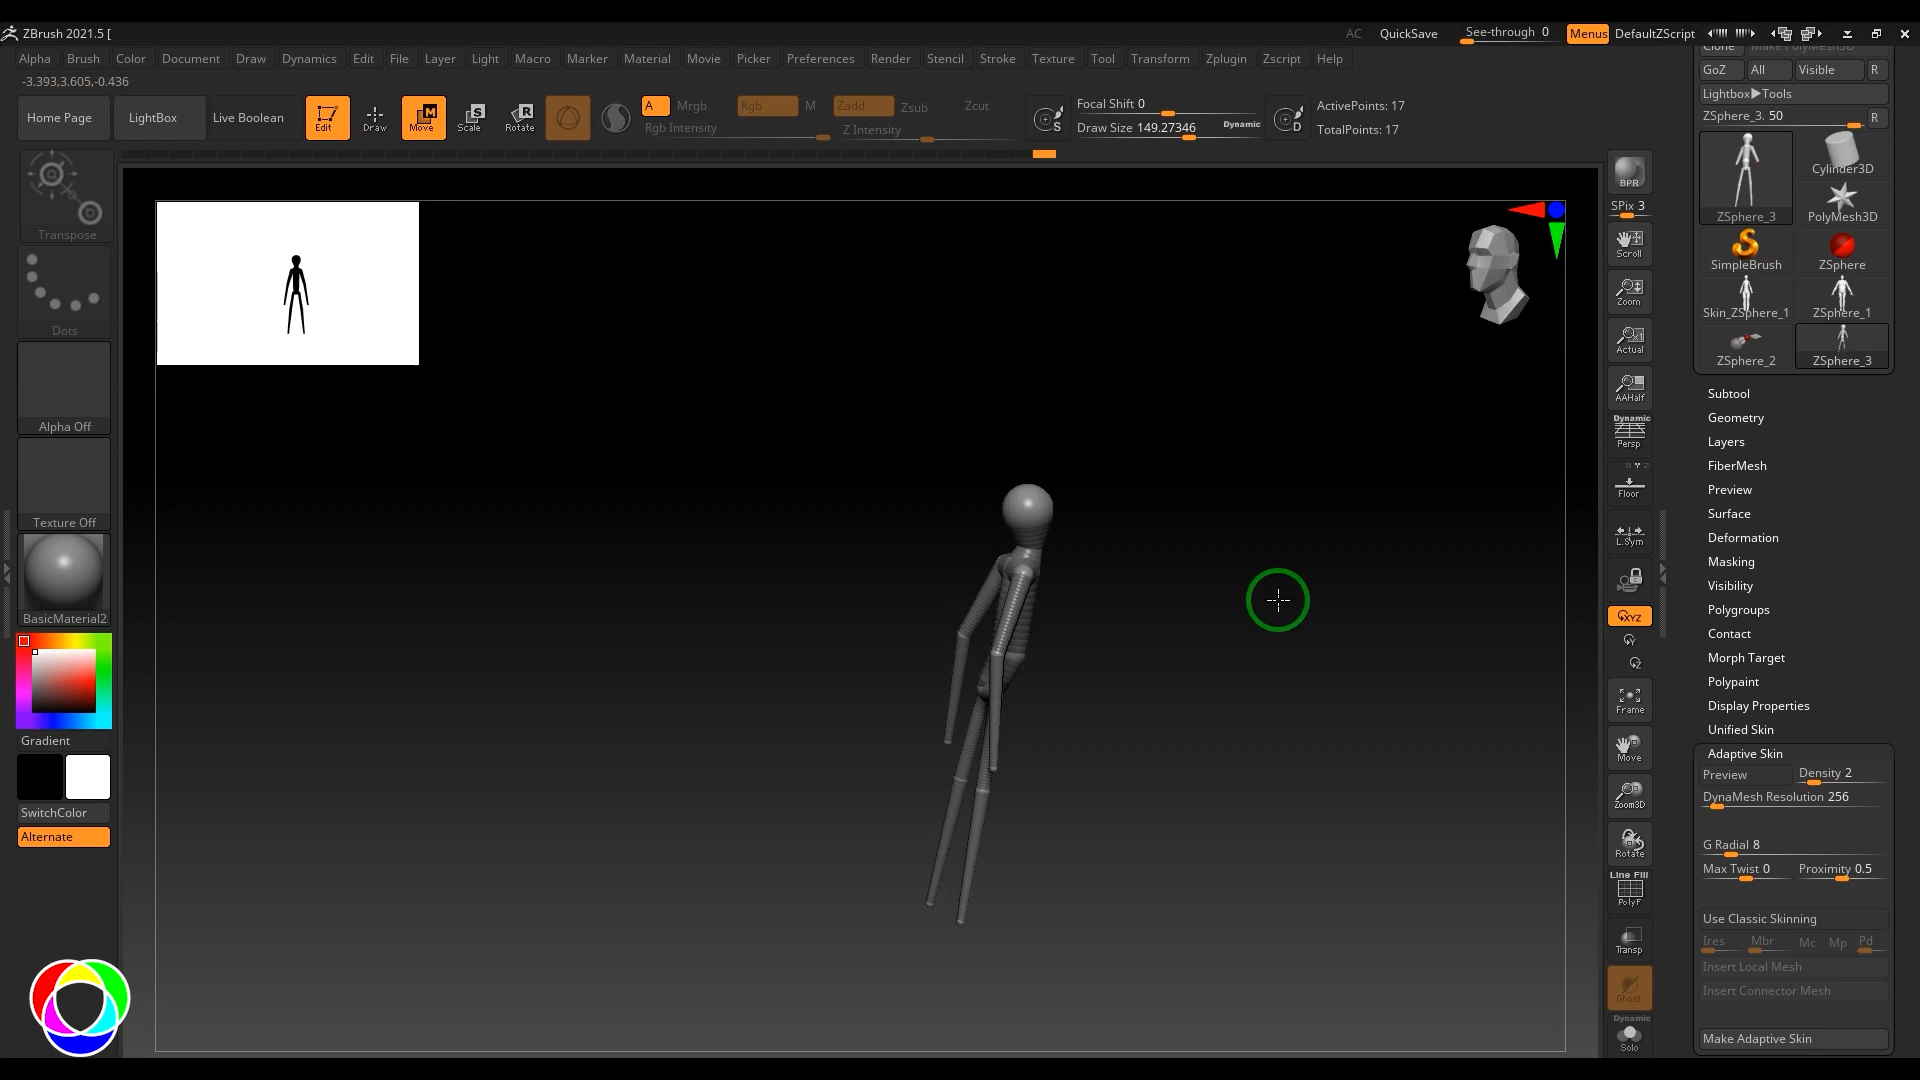 ZBrush 2021.5 [
AC
QuickSave
See-through 0
Menus
DefaultZScript
Alpha Brush Color Document Draw Dynamics Edit File Layer Light Macro Marker Material Movie Picker Preferences Render Stencil Stroke Texture Tool Transform Zplugin Zscript Help
-3.393,3.605,-0.436
Home Page
LightBox
Live Boolean
Edit
Draw
M
Move
S
Scale
R
Rotate
A
Mrgb
Rgb
M
Zadd
Zsub
Zcut
Rgb Intensity
Z Intensity
S
Focal Shift 0
Draw Size 149.27346
Dynamic
D
ActivePoints: 17
TotalPoints: 17
Transpose
Dots
Alpha Off
Texture Off
BasicMaterial2
Gradient
SwitchColor
Alternate
BPR
SPix 3
Scroll
Zoom
Actual
AAHalf
Dynamic
Persp
Floor
L.Sym
XYZ
Y
Z
Frame
Move
Zoom3D
Rotate
Line Fill
PolyF
Transp
Ghost
Dynamic
Solo
Clone
Make PolyMesh3D
GoZ
All
Visible
R
Lightbox▶Tools
ZSphere_3. 50
R
ZSphere_3
Cylinder3D
PolyMesh3D
SimpleBrush
ZSphere
Skin_ZSphere_1
ZSphere_1
ZSphere_2
ZSphere_3
Subtool
Geometry
Layers
FiberMesh
Preview
Surface
Deformation
Masking
Visibility
Polygroups
Contact
Morph Target
Polypaint
Display Properties
Unified Skin
Adaptive Skin
Preview
Density 2
DynaMesh Resolution 256
G Radial 8
Max Twist 0
Proximity 0.5
Use Classic Skinning
Ires
Mbr
Mc
Mp
Pd
Insert Local Mesh
Insert Connector Mesh
Make Adaptive Skin